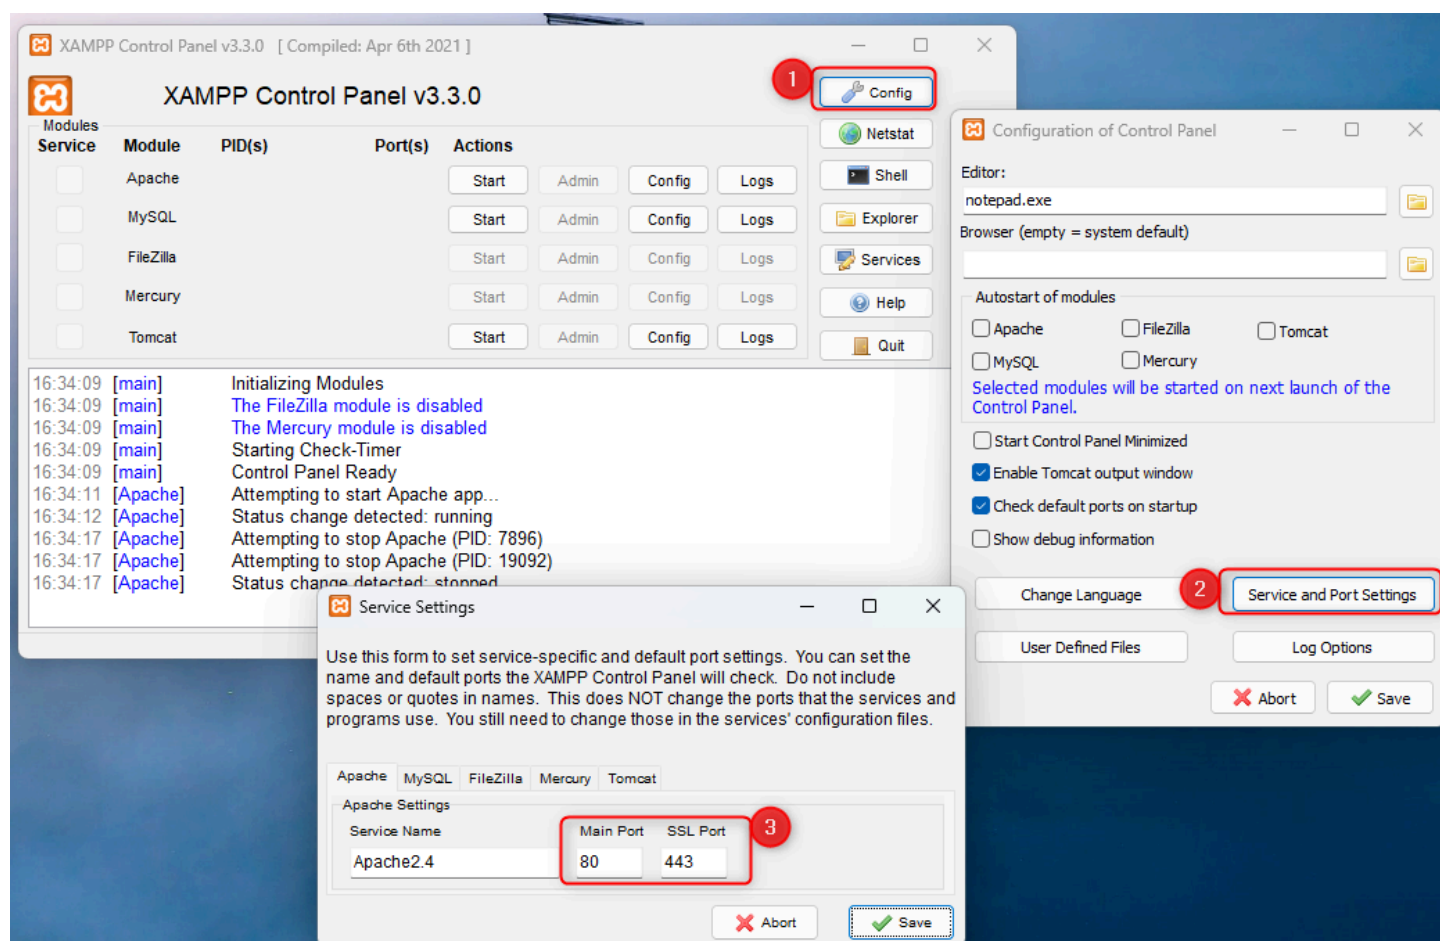 XAMPP Control Panel v3.3.0 [ Compiled: Apr 6th 2021 ]
XAMPP Control Panel v3.3.0
1
Config
Modules
Service Module PID(s) Port(s) Actions
Netstat
Apache Start Admin Config Logs
Shell
MySQL Start Admin Config Logs
Explorer
FileZilla Start Admin Config Logs
Services
Mercury Start Admin Config Logs
Help
Tomcat Start Admin Config Logs
Quit
16:34:09 [main] Initializing Modules
16:34:09 [main] The FileZilla module is disabled
16:34:09 [main] The Mercury module is disabled
16:34:09 [main] Starting Check-Timer
16:34:09 [main] Control Panel Ready
16:34:11 [Apache] Attempting to start Apache app...
16:34:12 [Apache] Status change detected: running
16:34:17 [Apache] Attempting to stop Apache (PID: 7896)
16:34:17 [Apache] Attempting to stop Apache (PID: 19092)
16:34:17 [Apache] Status change detected: stopped
Configuration of Control Panel
Editor:
notepad.exe
Browser (empty = system default)
Autostart of modules
Apache FileZilla Tomcat
MySQL Mercury
Selected modules will be started on next launch of the
Control Panel.
Start Control Panel Minimized
Enable Tomcat output window
Check default ports on startup
Show debug information
Change Language 2 Service and Port Settings
User Defined Files Log Options
Abort Save
Service Settings
Use this form to set service-specific and default port settings. You can set the
name and default ports the XAMPP Control Panel will check. Do not include
spaces or quotes in names. This does NOT change the ports that the services and
programs use. You still need to change those in the services' configuration files.
Apache MySQL FileZilla Mercury Tomcat
Apache Settings
Service Name Main Port SSL Port 3
Apache2.4 80 443
Abort Save